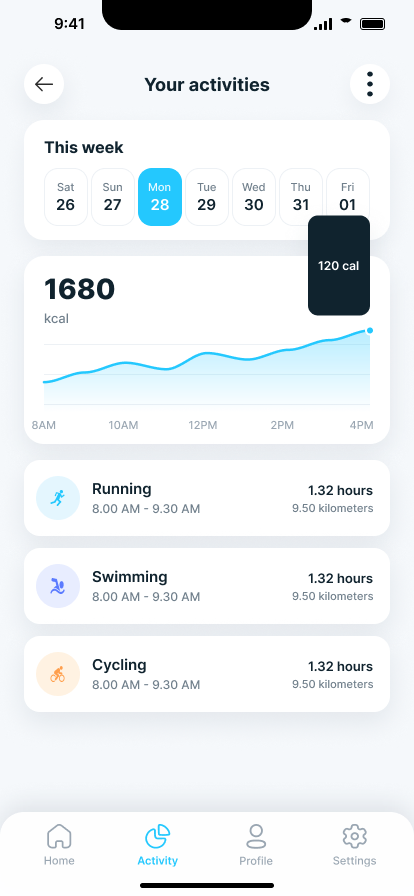 9:41
Your activities
This week
Sat Sun Mon Tue Wed Thu Fri
26 27 28 29 30 31 01
120 cal
1680
kcal
8AM 10AM 12PM 2PM 4PM
Running 1.32 hours
8.00 AM - 9.30 AM 9.50 kilometers
Swimming 1.32 hours
8.00 AM - 9.30 AM 9.50 kilometers
Cycling 1.32 hours
8.00 AM - 9.30 AM 9.50 kilometers
Home Activity Profile Settings